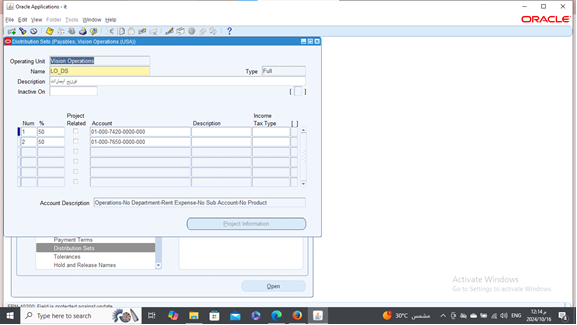 Oracle Applications - it
File Edit View Folder Tools Window Help
ORACLE
Distribution Sets (Payables, Vision Operations (USA))
Operating Unit Vision Operations
Name LO_DS Type Full
Description توزيع ايجارات
Inactive On [ ]
Project Income
Num % Related Account Description Tax Type [ ]
1 50 01-000-7420-0000-000
2 50 01-000-7650-0000-000
Account Description Operations-No Department-Rent Expense-No Sub Account-No Product
Project Information
Payment Terms
Distribution Sets
Tolerances
Hold and Release Names
Open
Activate Windows
Go to Settings to activate Windows.
FRM-40200: Field is protected against update.
Type here to search
30°C مشمس
ENG
12:14 م
2024/10/16